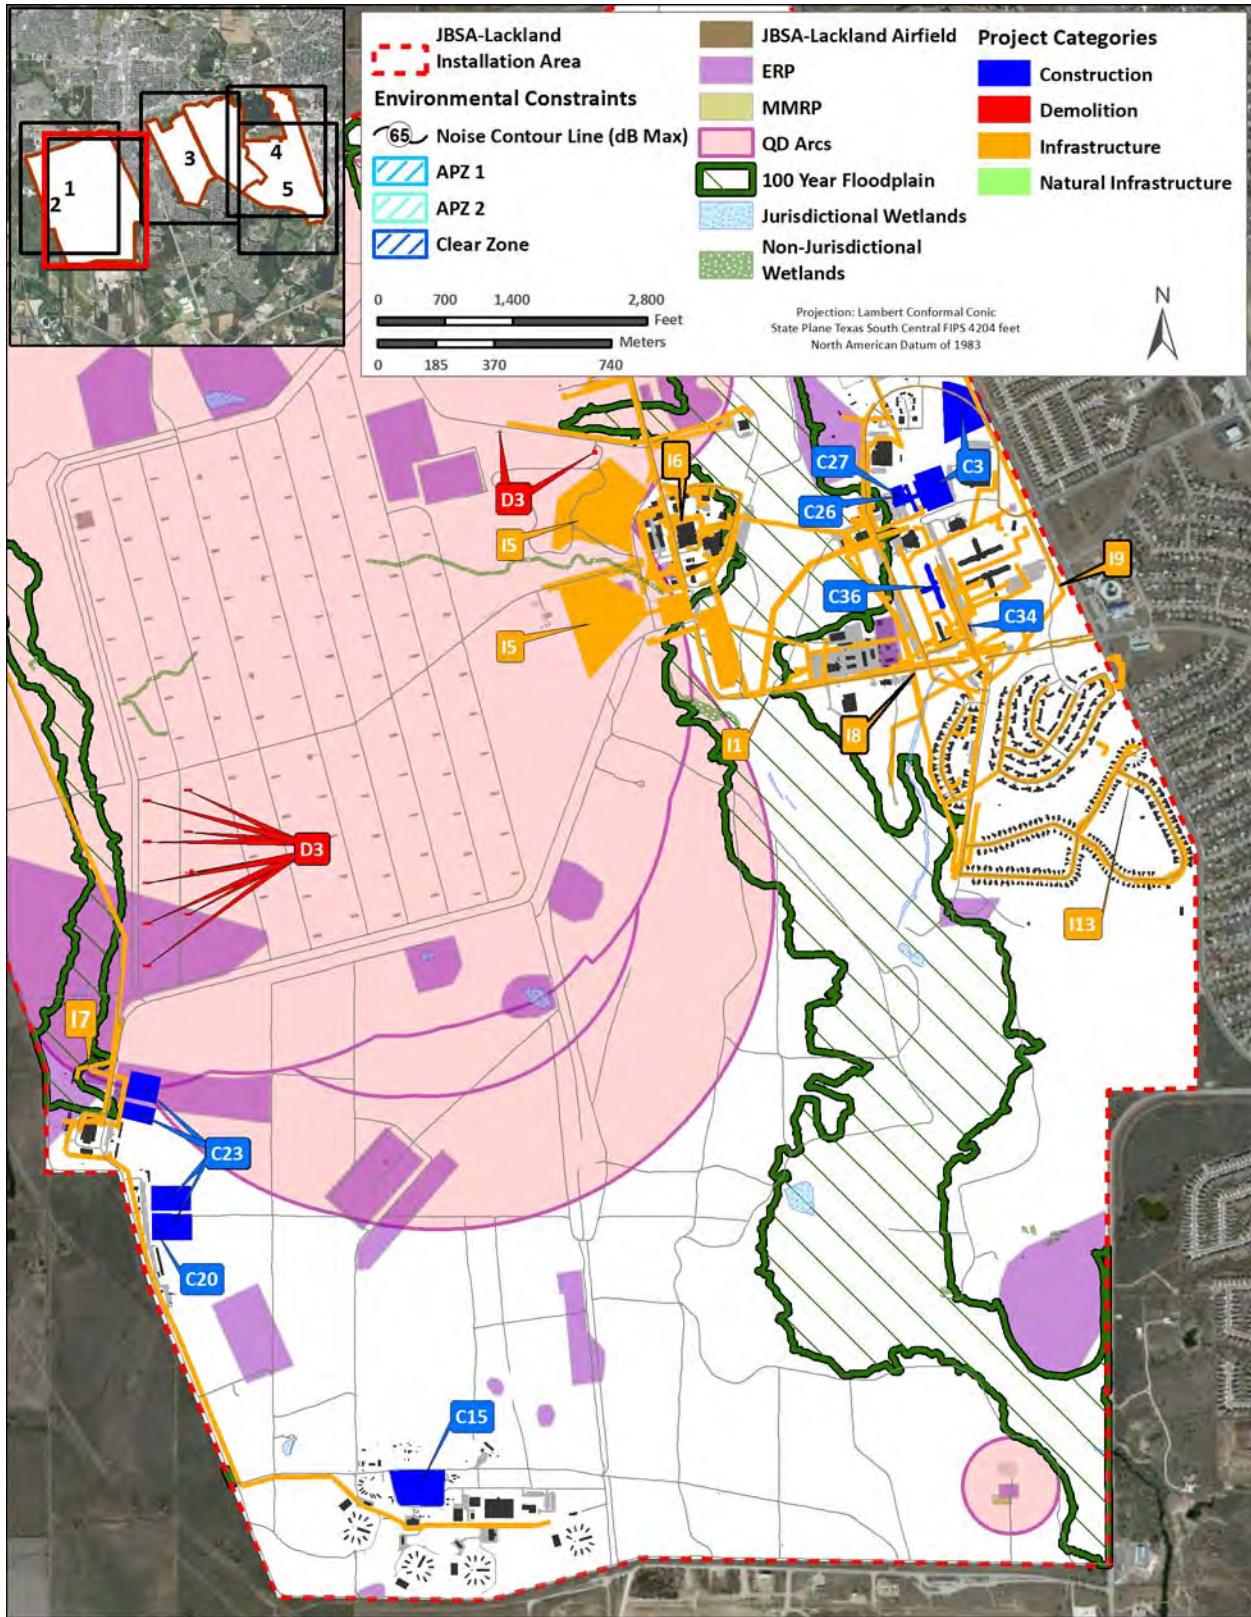 1
2
3
4
5
JBSA-Lackland
Installation Area
Environmental Constraints
65 Noise Contour Line (dB Max)
APZ 1
APZ 2
Clear Zone
JBSA-Lackland Airfield
ERP
MMRP
QD Arcs
100 Year Floodplain
Jurisdictional Wetlands
Non-Jurisdictional
Wetlands
Project Categories
Construction
Demolition
Infrastructure
Natural Infrastructure
0 700 1,400 2,800
Feet
Meters
0 185 370 740
Projection: Lambert Conformal Conic
State Plane Texas South Central FIPS 4204 feet
North American Datum of 1983
N
I6
C27
C3
D3
C26
I5
I9
C36
C34
I5
I1
I8
D3
I13
I7
C23
C20
C15